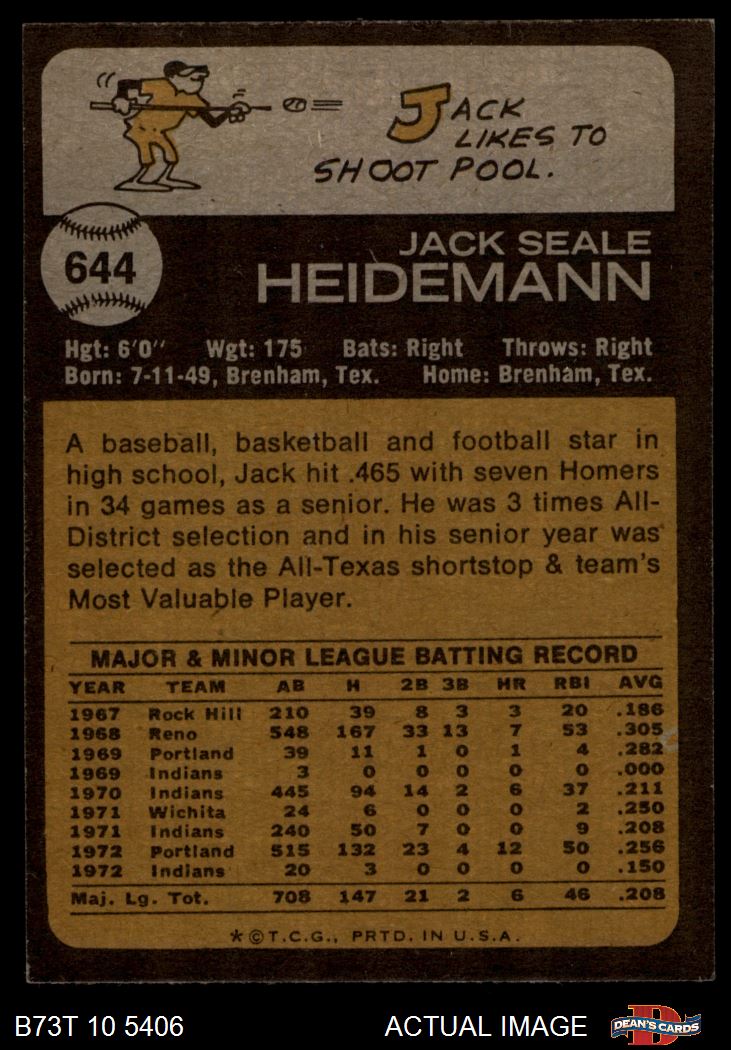 JACK
LIKES TO
SHOOT POOL.
644
JACK SEALE
HEIDEMANN
Hgt: 6'0" Wgt: 175 Bats: Right Throws: Right
Born: 7-11-49, Brenham, Tex. Home: Brenham, Tex.
A baseball, basketball and football star in
high school, Jack hit .465 with seven Homers
in 34 games as a senior. He was 3 times All-
District selection and in his senior year was
selected as the All-Texas shortstop & team's
Most Valuable Player.
MAJOR & MINOR LEAGUE BATTING RECORD
YEAR TEAM AB H 2B 3B HR RBI AVG
1967 Rock Hill 210 39 8 3 3 20 .186
1968 Reno 548 167 33 13 7 53 .305
1969 Portland 39 11 1 0 1 4 .282
1969 Indians 3 0 0 0 0 0 .000
1970 Indians 445 94 14 2 6 37 .211
1971 Wichita 24 6 0 0 0 2 .250
1971 Indians 240 50 7 0 0 9 .208
1972 Portland 515 132 23 4 12 50 .256
1972 Indians 20 3 0 0 0 0 .150
Maj. Lg. Tot. 708 147 21 2 6 46 .208
*©T.C.G., PRTD. IN U.S.A.
B73T 10 5406 ACTUAL IMAGE D DEAN'S CARDS